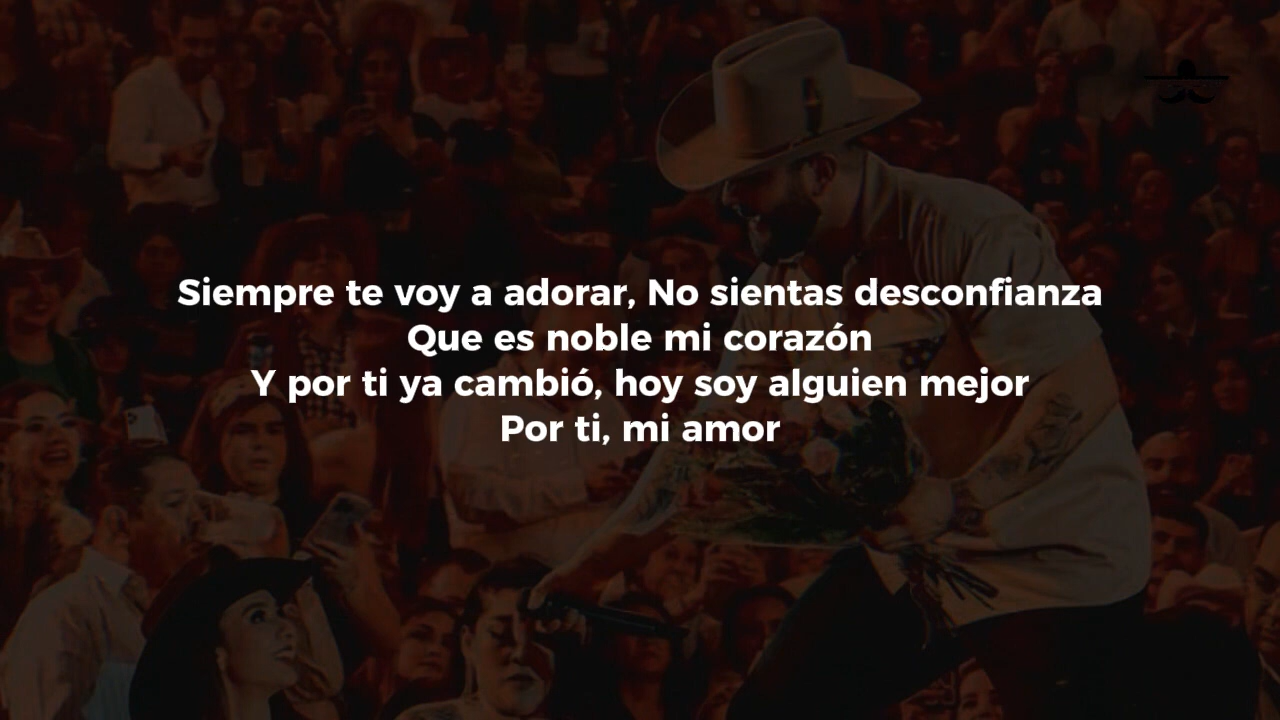 Siempre te voy a adorar, No sientas desconfianza
Que es noble mi corazón
Y por ti ya cambió, hoy soy alguien mejor
Por ti, mi amor